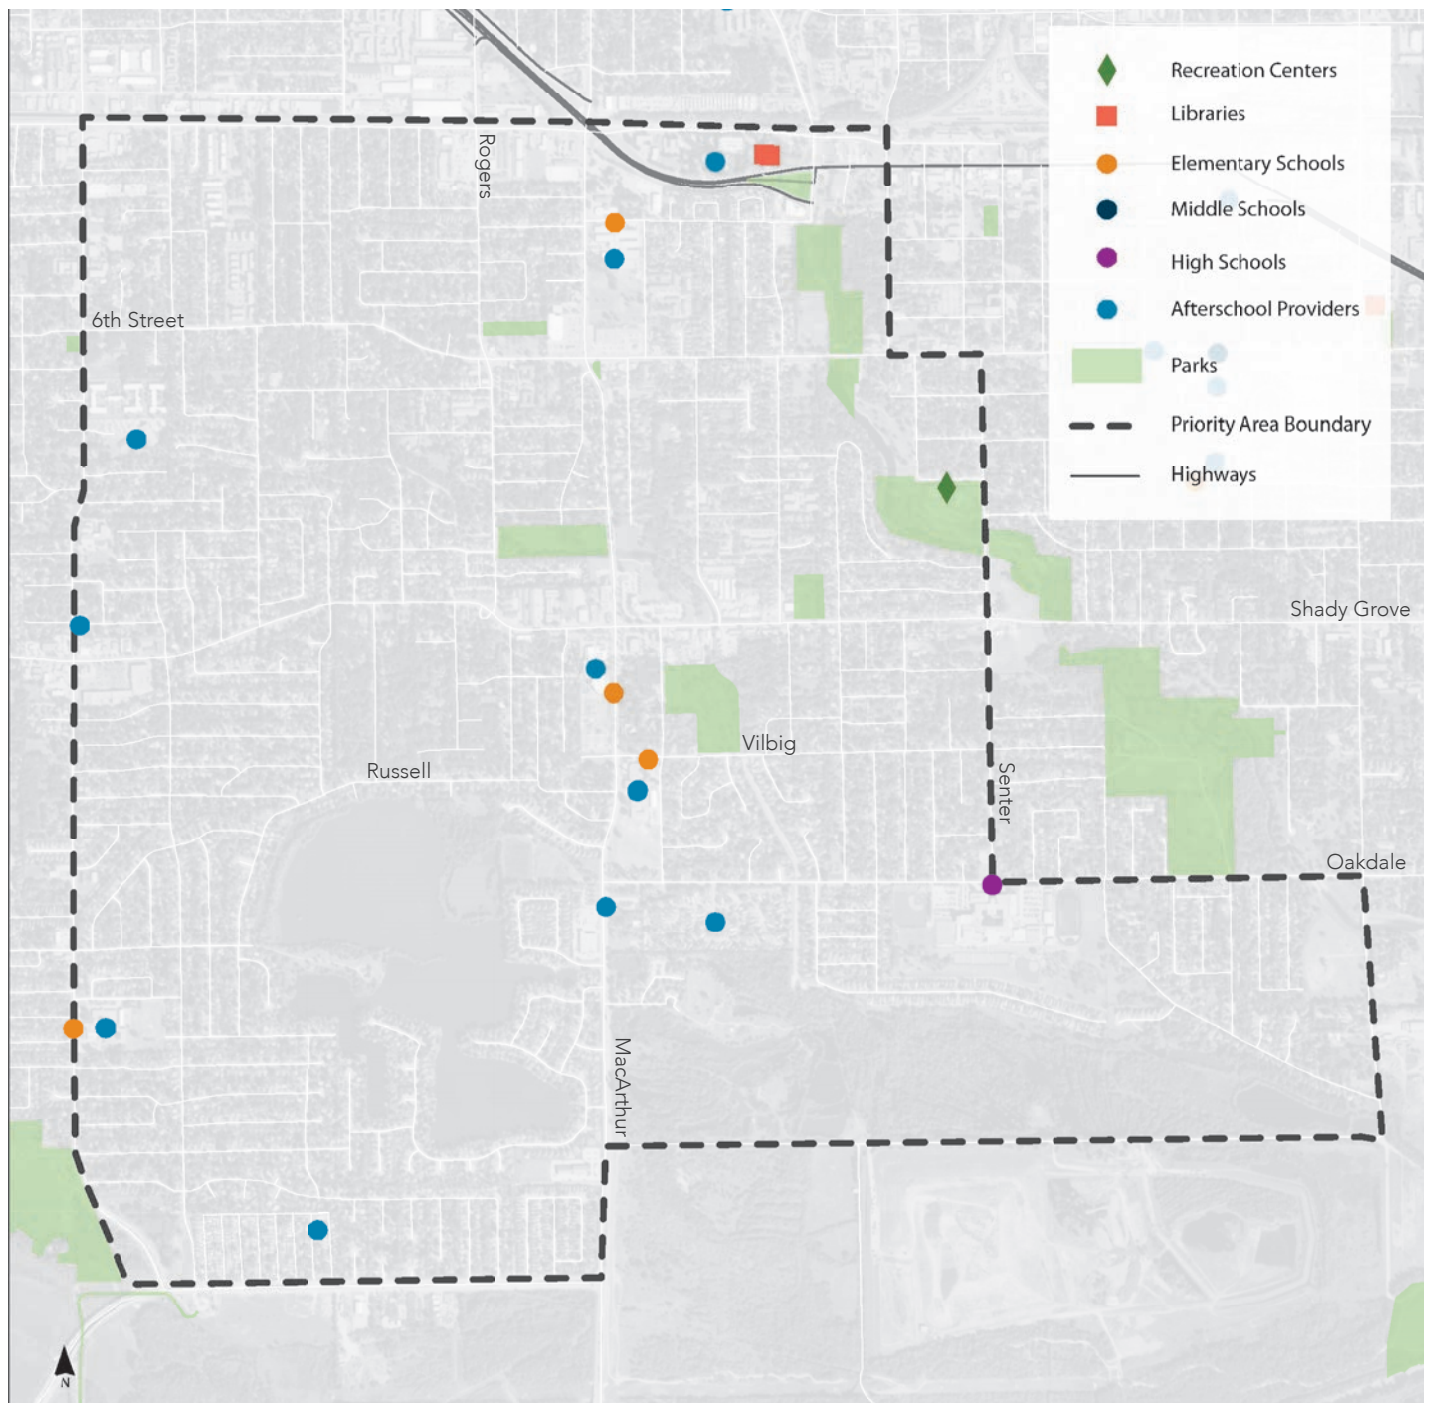 Recreation Centers
Libraries
Elementary Schools
Middle Schools
High Schools
Afterschool Providers
Parks
Priority Area Boundary
Highways
Rogers
6th Street
Shady Grove
Vilbig
Russell
Senter
Oakdale
MacArthur
N